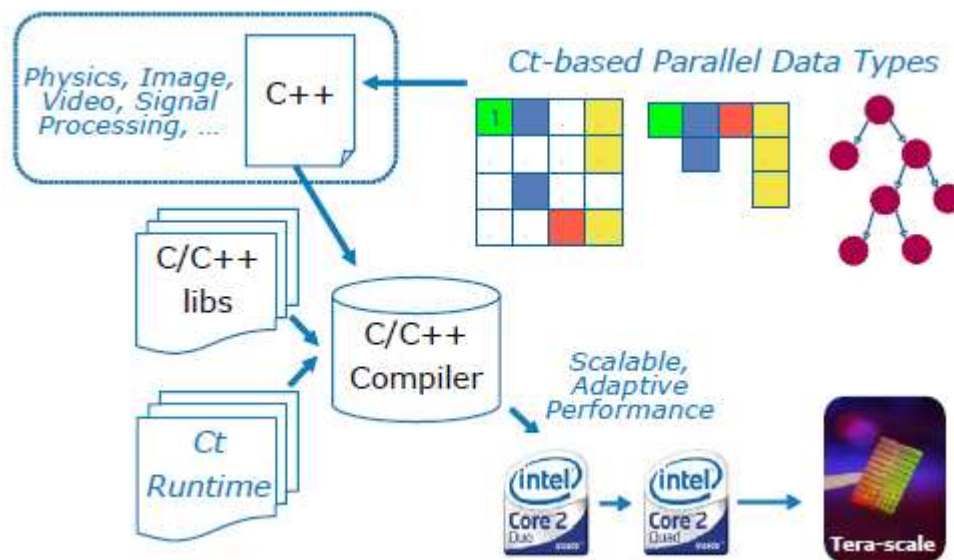 Ct-based Parallel Data Types
Physics, Image,
Video, Signal
Processing, ...
C++
1
C/C++
libs
C/C++
Compiler
Ct
Runtime
Scalable,
Adaptive
Performance
intel
Core 2
Duo
intel
Core 2
Quad
Tera-scale